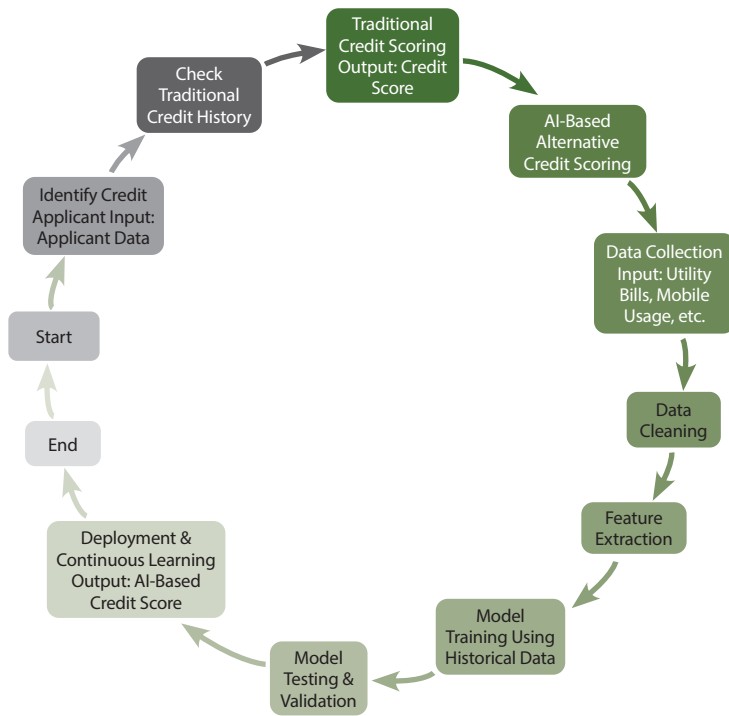 Start
Identify Credit
Applicant Input:
Applicant Data
Check
Traditional
Credit History
Traditional
Credit Scoring
Output: Credit
Score
AI-Based
Alternative
Credit Scoring
Data Collection
Input: Utility
Bills, Mobile
Usage, etc.
Data
Cleaning
Feature
Extraction
Model
Training Using
Historical Data
Model
Testing &
Validation
Deployment &
Continuous Learning
Output: AI-Based
Credit Score
End